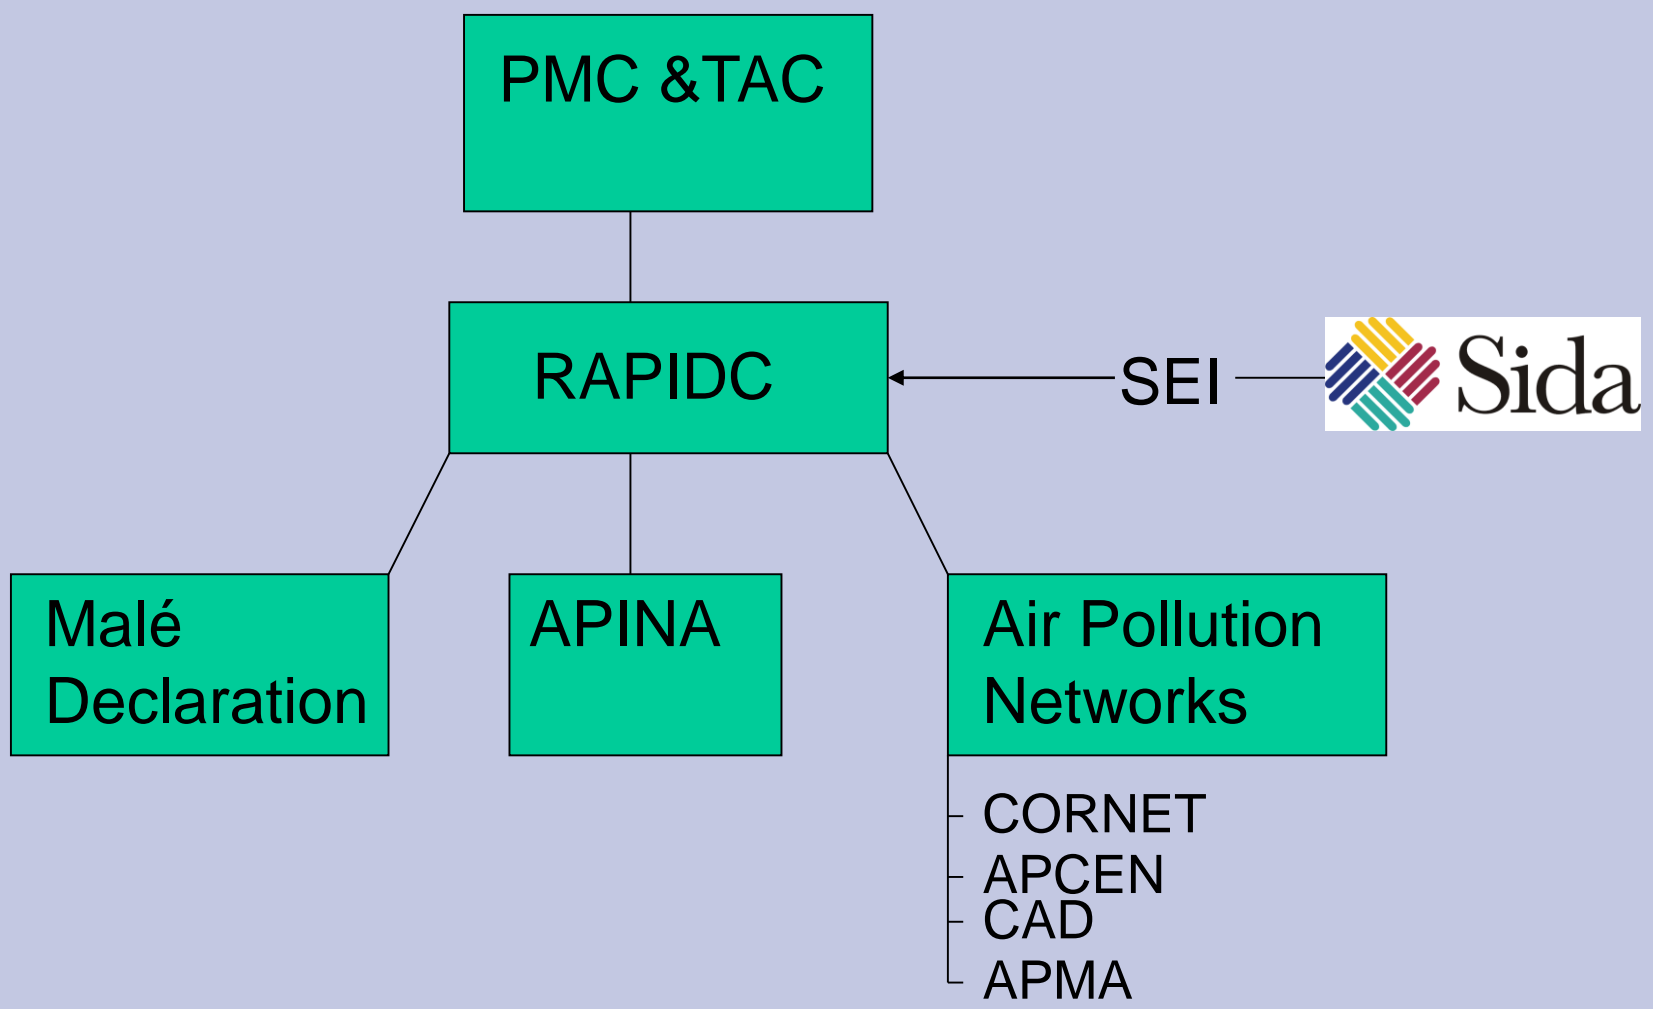 PMC &TAC
RAPIDC
SEI
Sida
Malé
Declaration
APINA
Air Pollution
Networks
CORNET
APCEN
CAD
APMA